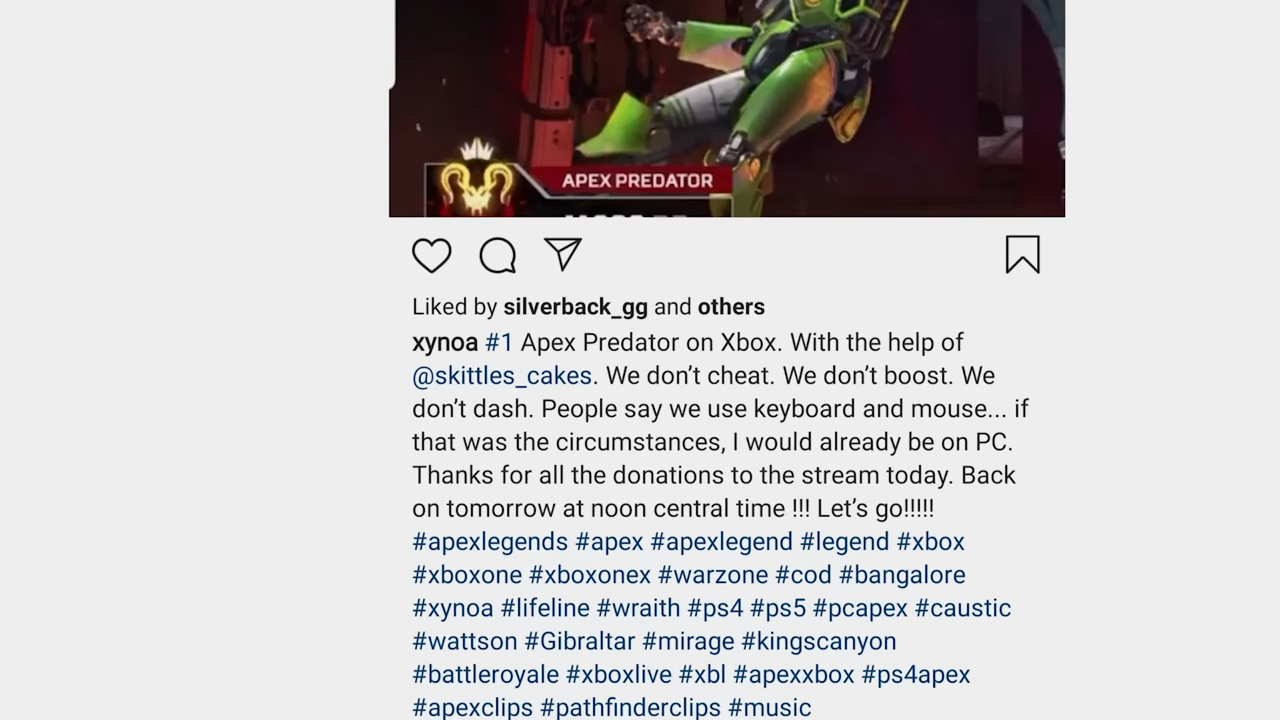 APEX PREDATOR
Liked by silverback_gg and others
xynoa #1 Apex Predator on Xbox. With the help of
@skittles_cakes. We don’t cheat. We don’t boost. We
don’t dash. People say we use keyboard and mouse... if
that was the circumstances, I would already be on PC.
Thanks for all the donations to the stream today. Back
on tomorrow at noon central time !!! Let’s go!!!!!
#apexlegends #apex #apexlegend #legend #xbox
#xboxone #xboxonex #warzone #cod #bangalore
#xynoa #lifeline #wraith #ps4 #ps5 #pcapex #caustic
#wattson #Gibraltar #mirage #kingscanyon
#battleroyale #xboxlive #xbl #apexxbox #ps4apex
#apexclips #pathfinderclips #music